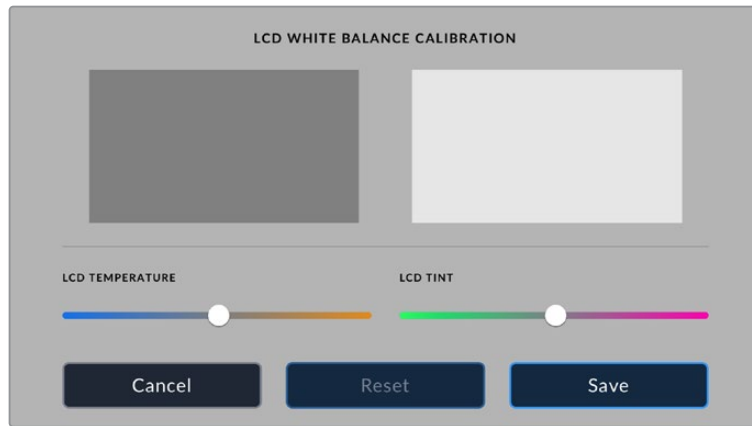 LCD WHITE BALANCE CALIBRATION
LCD TEMPERATURE
LCD TINT
Cancel
Reset
Save